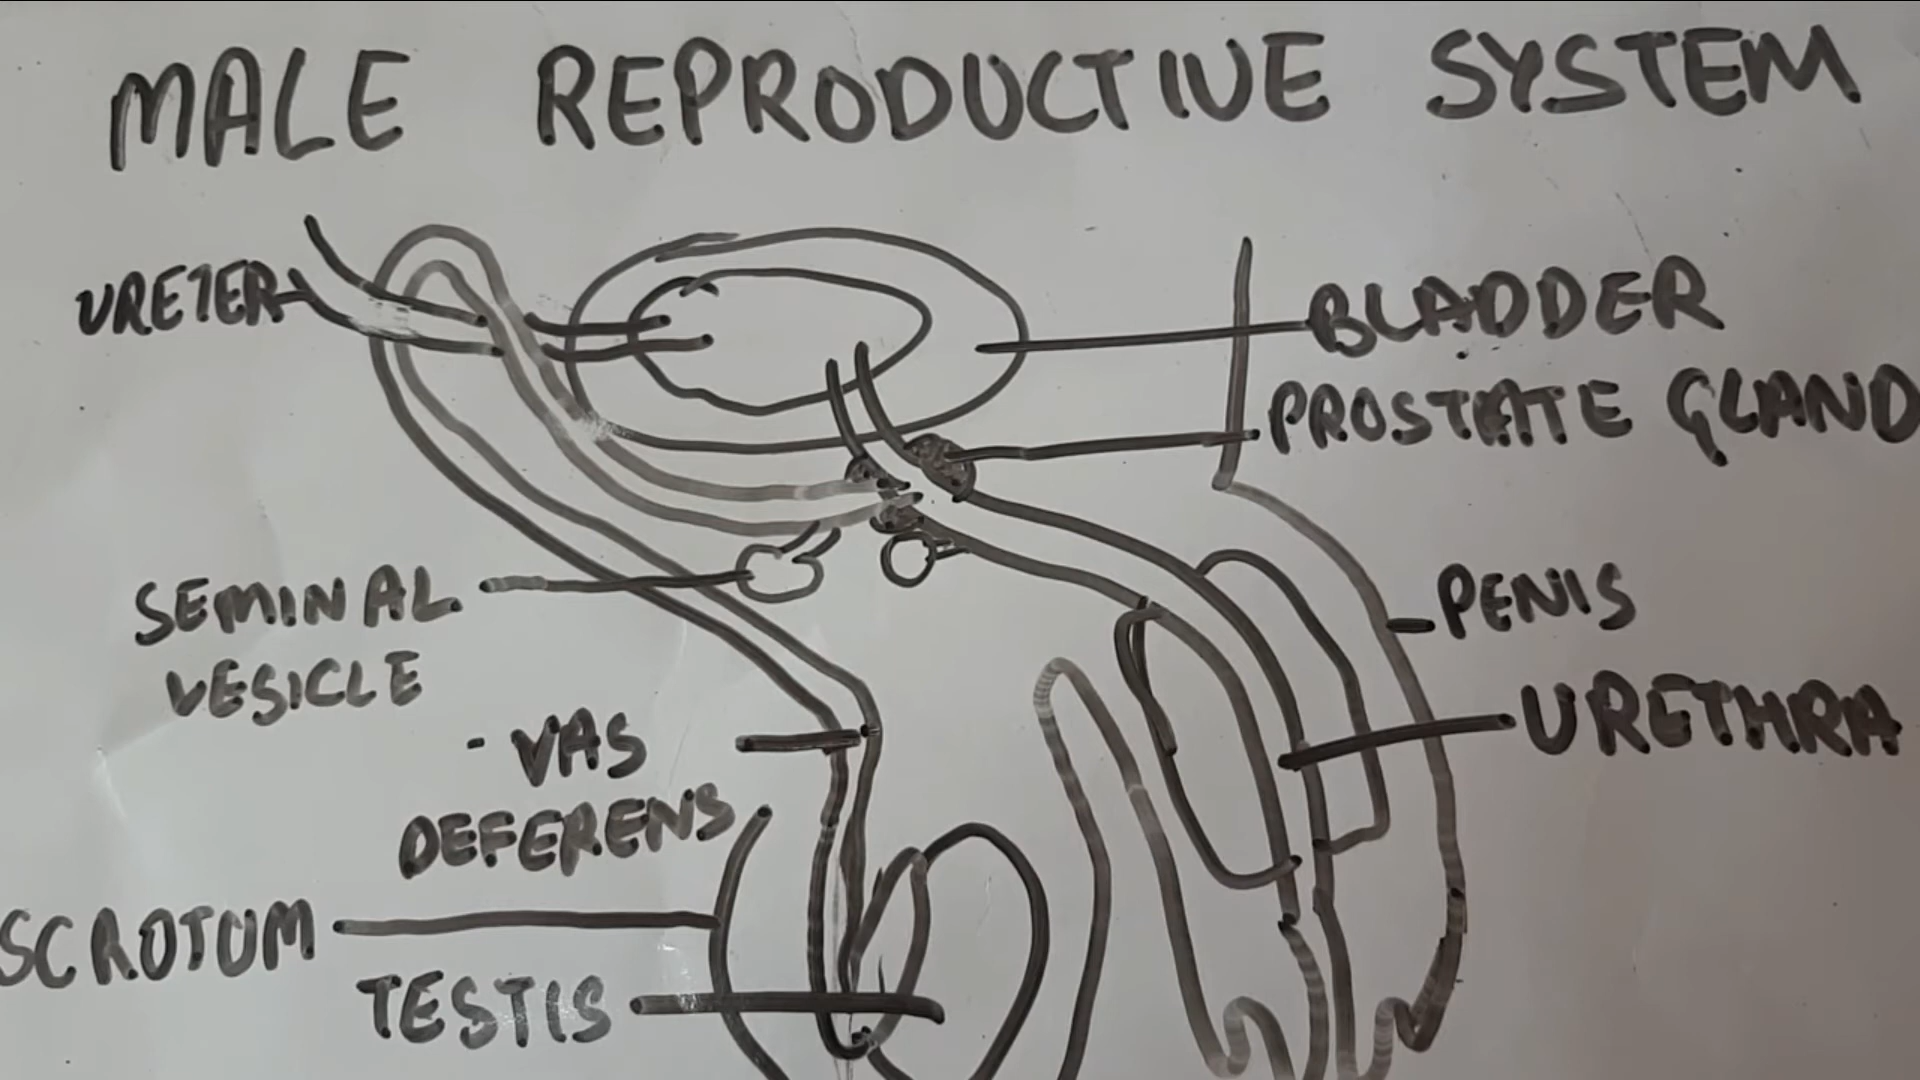 MALE REPRODUCTIVE SYSTEM
URETER
BLADDER
PROSTATE GLAND
SEMINAL
VESICLE
PENIS
URETHRA
- VAS
DEFERENS
SCROTUM
TESTIS